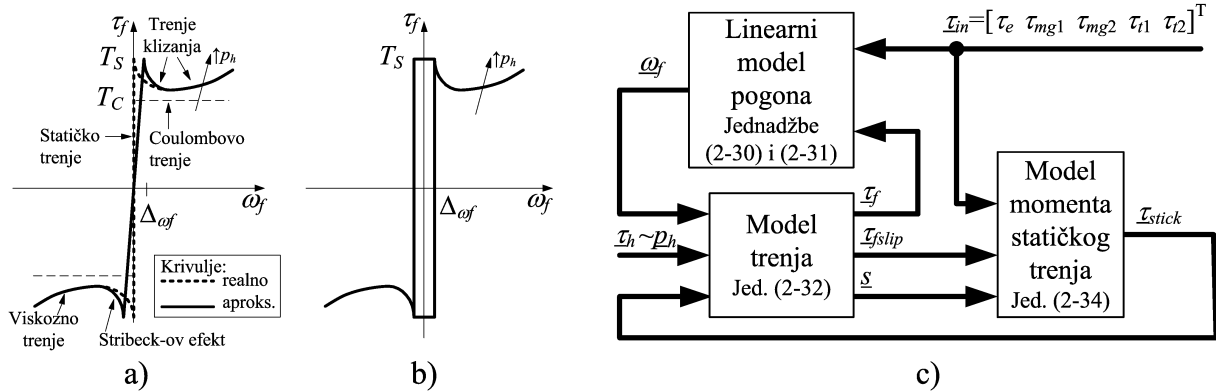 τf
Trenje
klizanja
↑ph
TS
TC
Statičko
trenje
Coulombovo
trenje
ωf
Δωf
Krivulje:
realno
aproks.
Viskozno
trenje
Stribeck-ov efekt
a)
τf
TS
↑ph
ωf
Δωf
b)
τin=[τe τmg1 τmg2 τt1 τt2]T
Linearni
model
pogona
Jednadžbe
(2-30) i (2-31)
ωf
Model
trenja
Jed. (2-32)
τh~ph
τf
τfslip
s
Model
momenta
statičkog
trenja
Jed. (2-34)
τstick
c)